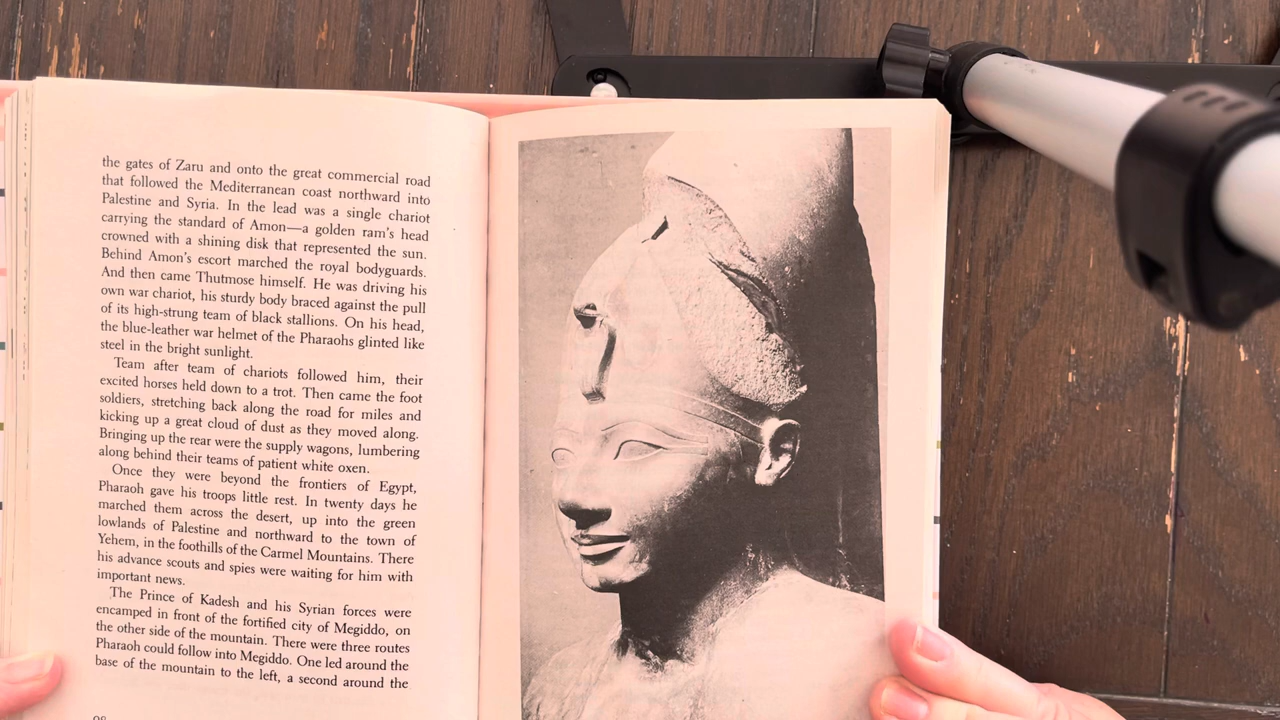 the gates of Zaru and onto the great commercial road
that followed the Mediterranean coast northward into
Palestine and Syria. In the lead was a single chariot
carrying the standard of Amon—a golden ram's head
crowned with a shining disk that represented the sun.
Behind Amon's escort marched the royal bodyguards.
And then came Thutmose himself. He was driving his
own war chariot, his sturdy body braced against the pull
of its high-strung team of black stallions. On his head,
the blue-leather war helmet of the Pharaohs glinted like
steel in the bright sunlight.
Team after team of chariots followed him, their
excited horses held down to a trot. Then came the foot
soldiers, stretching back along the road for miles and
kicking up a great cloud of dust as they moved along.
Bringing up the rear were the supply wagons, lumbering
along behind their teams of patient white oxen.
Once they were beyond the frontiers of Egypt,
Pharaoh gave his troops little rest. In twenty days he
marched them across the desert, up into the green
lowlands of Palestine and northward to the town of
Yehem, in the foothills of the Carmel Mountains. There
his advance scouts and spies were waiting for him with
important news.
The Prince of Kadesh and his Syrian forces were
encamped in front of the fortified city of Megiddo, on
the other side of the mountain. There were three routes
Pharaoh could follow into Megiddo. One led around the
base of the mountain to the left, a second around the